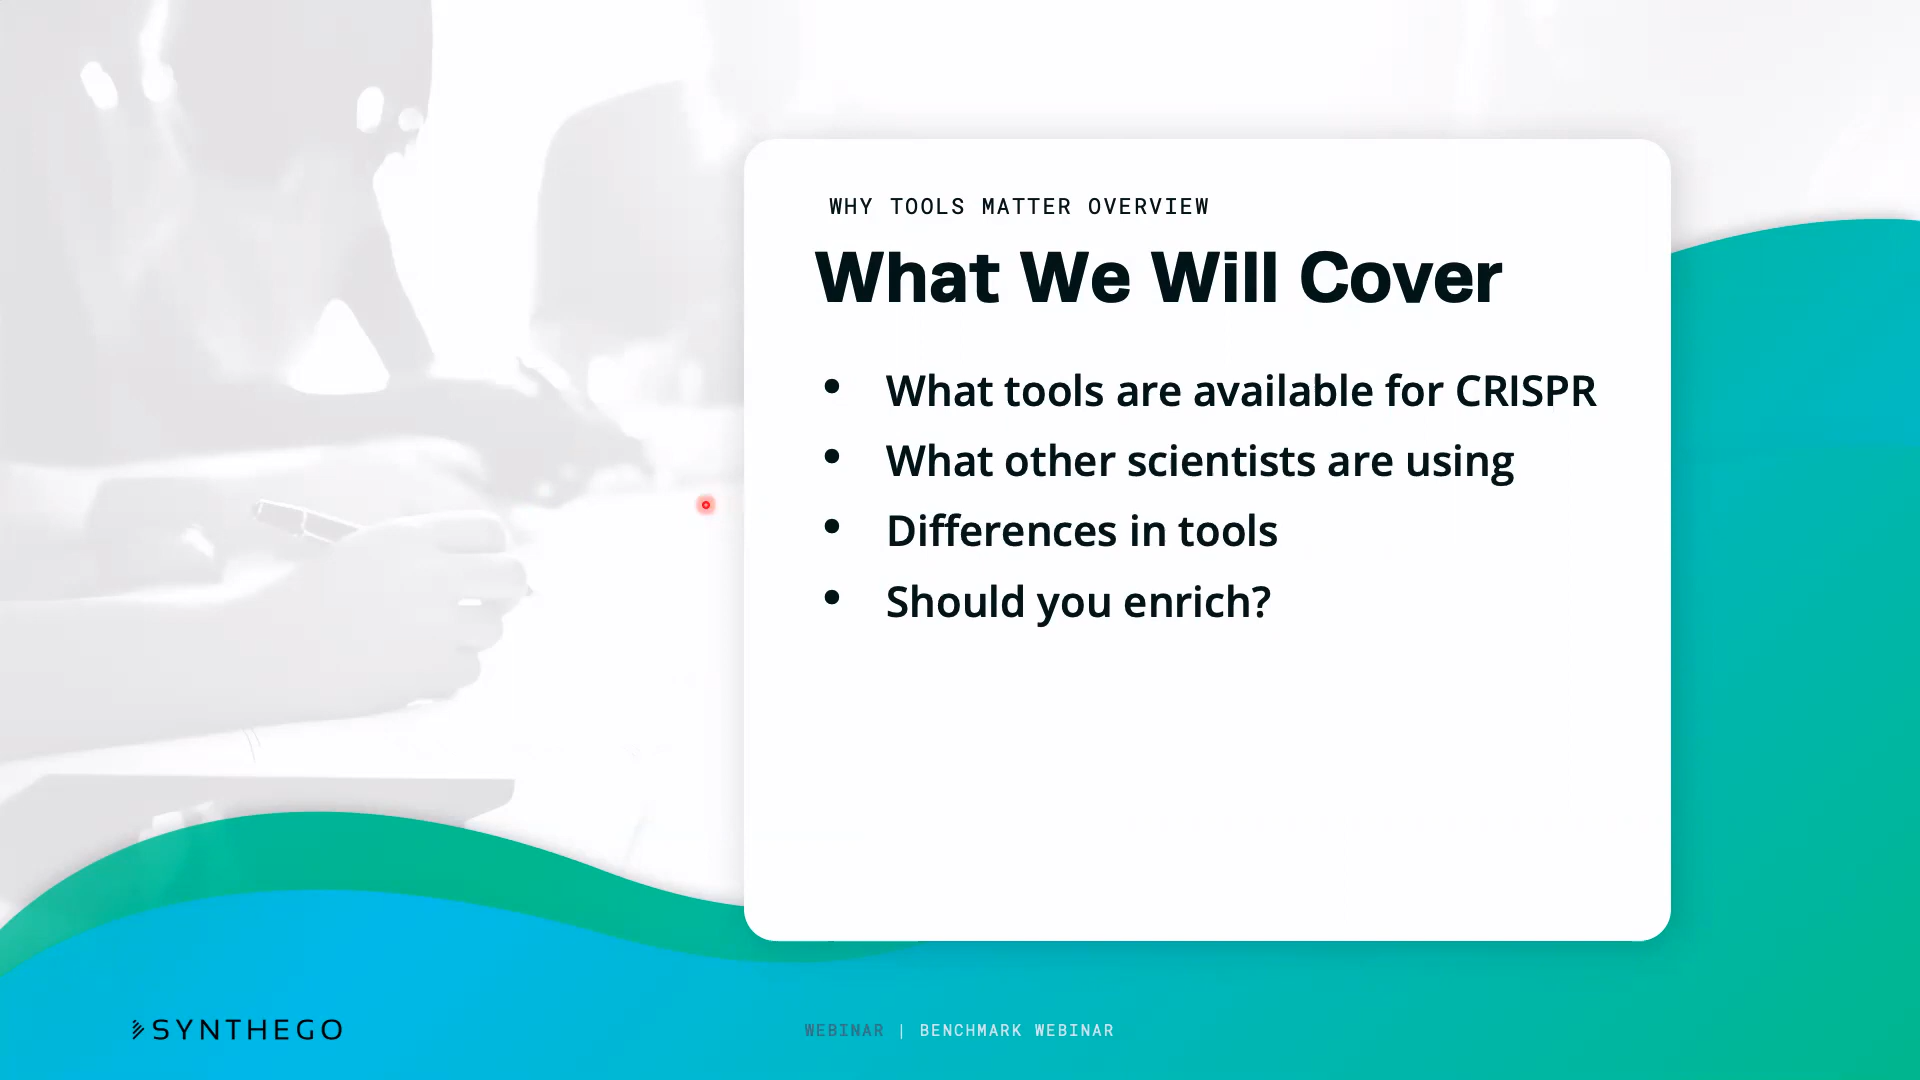 WHY TOOLS MATTER OVERVIEW
What We Will Cover
• What tools are available for CRISPR
• What other scientists are using
• Differences in tools
• Should you enrich?
SYNTHEGO
WEBINAR | BENCHMARK WEBINAR